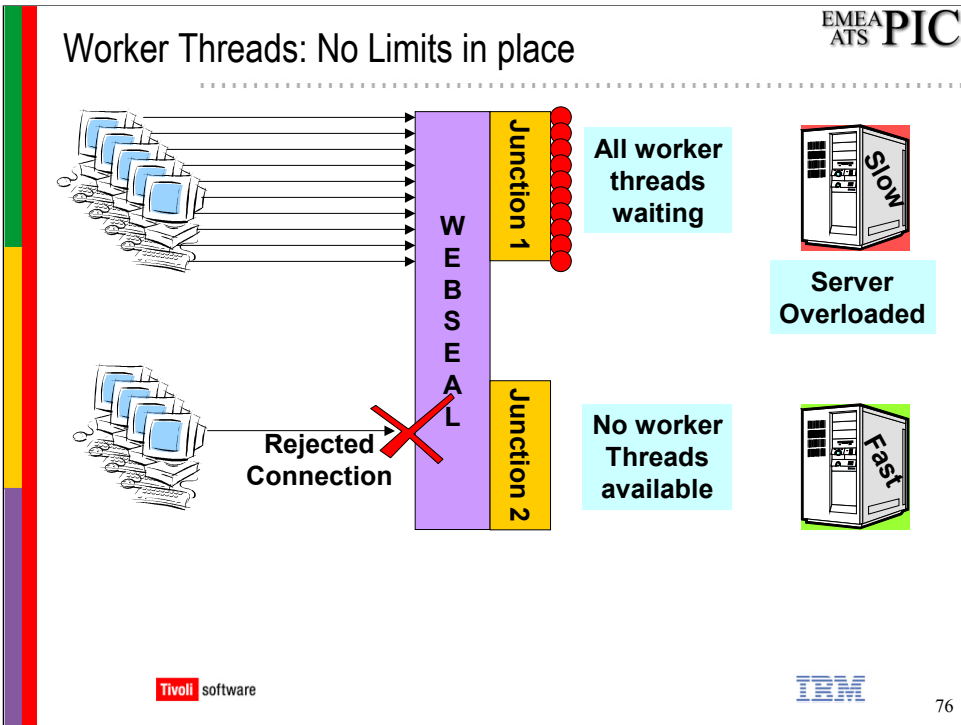 EMEA
ATS PIC
Worker Threads: No Limits in place
Junction 1
All worker
threads
waiting
Slow
Server
Overloaded
WEBSEAL
Rejected
Connection
Junction 2
No worker
Threads
available
Fast
Tivoli software
IBM
76